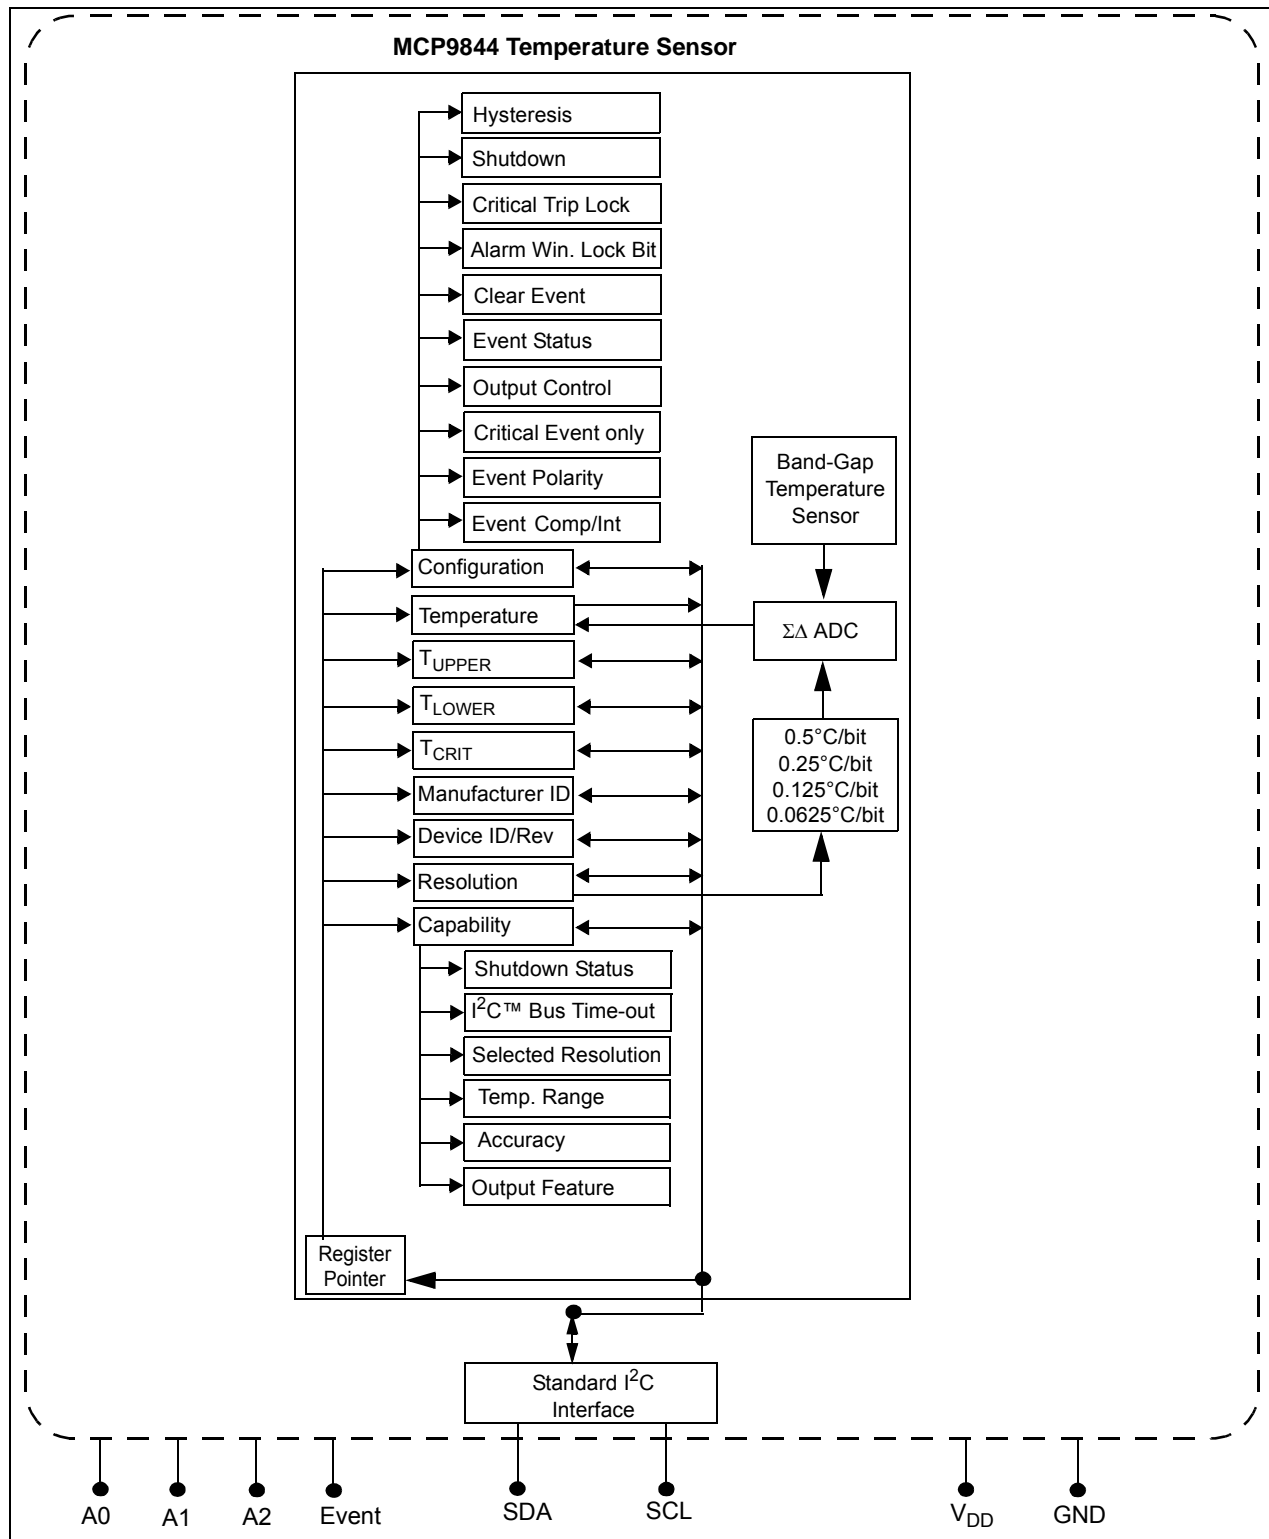 MCP9844 Temperature Sensor
Hysteresis
Shutdown
Critical Trip Lock
Alarm Win. Lock Bit
Clear Event
Event Status
Output Control
Critical Event only
Event Polarity
Event Comp/Int
Band-Gap
Temperature
Sensor
Configuration
Temperature
ΣΔ ADC
TUPPER
TLOWER
TCRIT
0.5°C/bit
0.25°C/bit
0.125°C/bit
0.0625°C/bit
Manufacturer ID
Device ID/Rev
Resolution
Capability
Shutdown Status
I²C™ Bus Time-out
Selected Resolution
Temp. Range
Accuracy
Output Feature
Register
Pointer
Standard I²C
Interface
A0 A1 A2 Event SDA SCL VDD GND